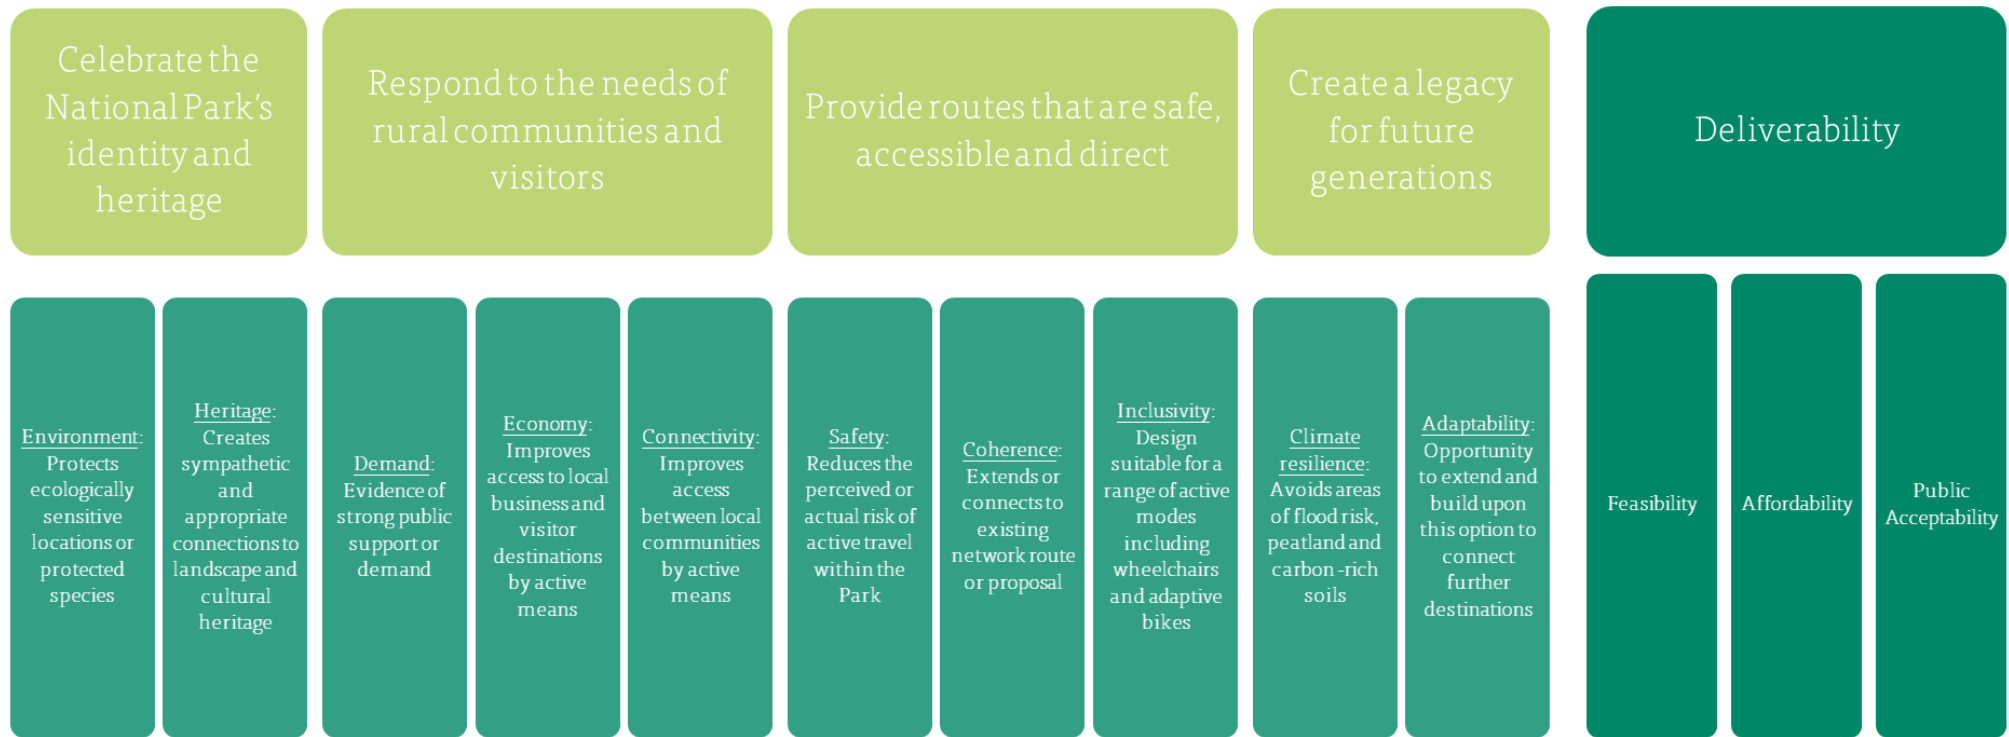 Celebrate the
National Park's
identity and
heritage
Respond to the needs of
rural communities and
visitors
Provide routes that are safe,
accessible and direct
Create a legacy
for future
generations
Deliverability
Environment:
Protects
ecologically
sensitive
locations or
protected
species
Heritage:
Creates
sympathetic
and
appropriate
connections to
landscape and
cultural
heritage
Demand:
Evidence of
strong public
support or
demand
Economy:
Improves
access to local
business and
visitor
destinations
by active
means
Connectivity:
Improves
access
between local
communities
by active
means
Safety:
Reduces the
perceived or
actual risk of
active travel
within the
Park
Coherence:
Extends or
connects to
existing
network route
or proposal
Inclusivity:
Design
suitable for a
range of active
modes
including
wheelchairs
and adaptive
bikes
Climate
resilience:
Avoids areas
of flood risk,
peatland and
carbon-rich
soils
Adaptability:
Opportunity
to extend and
build upon
this option to
connect
further
destinations
Feasibility
Affordability
Public
Acceptability